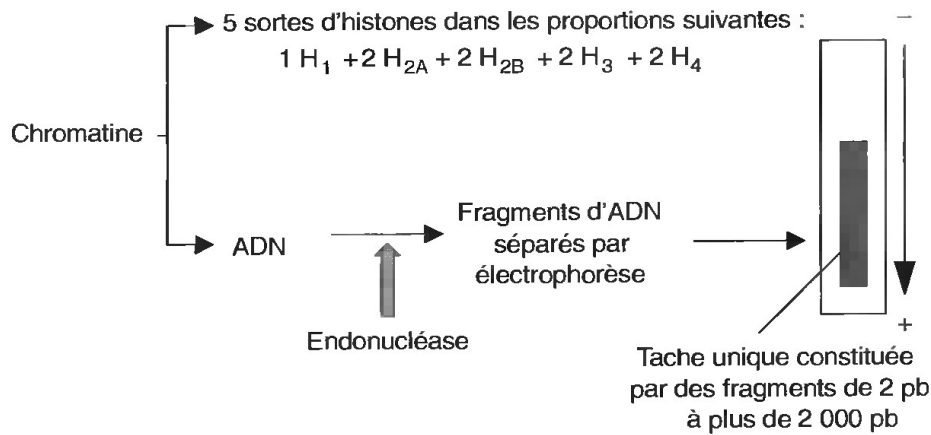 5 sortes d'histones dans les proportions suivantes :
1 H₁ + 2 H₂A + 2 H₂B + 2 H₃ + 2 H₄
Chromatine
ADN
Endonucléase
Fragments d'ADN
séparés par
électrophorèse
–
+
Tache unique constituée
par des fragments de 2 pb
à plus de 2 000 pb